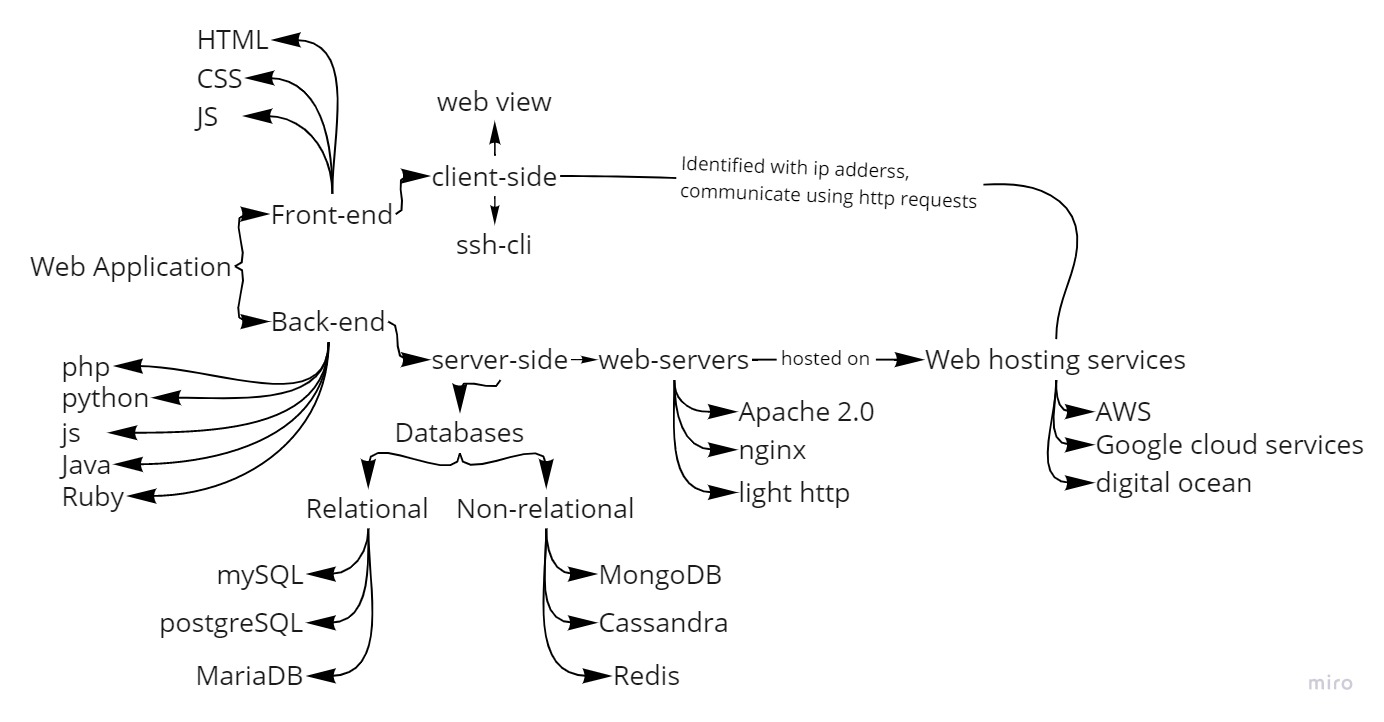 HTML
CSS
JS
web view
client-side
ssh-cli
Identified with ip adderss,
communicate using http requests
Front-end
Web Application
Back-end
php
python
js
Java
Ruby
server-side
web-servers
hosted on
Web hosting services
Apache 2.0
nginx
light http
AWS
Google cloud services
digital ocean
Databases
Relational
Non-relational
mySQL
postgreSQL
MariaDB
MongoDB
Cassandra
Redis
miro